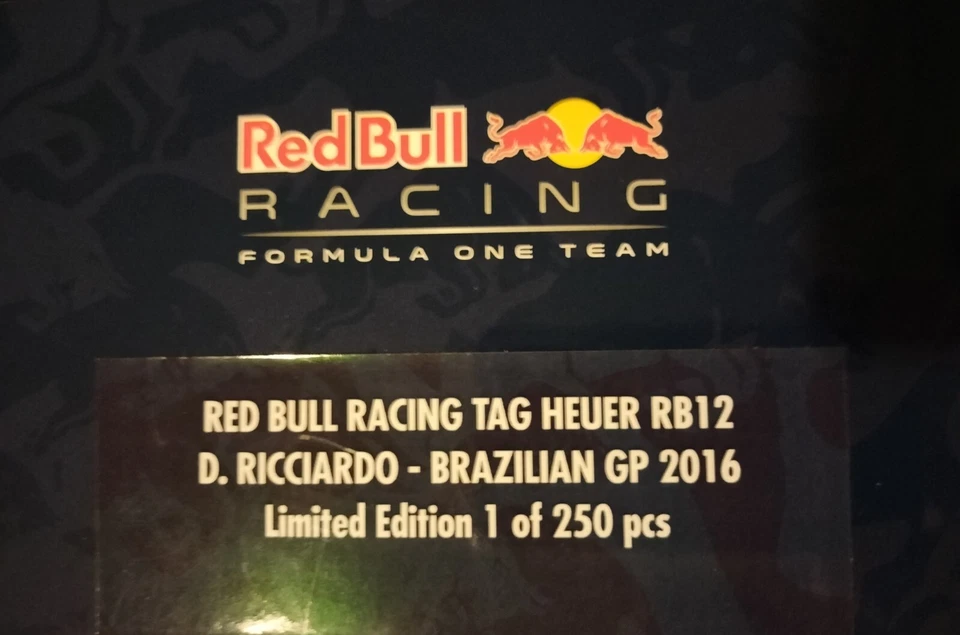 Red Bull
RACING
FORMULA ONE TEAM
RED BULL RACING TAG HEUER RB12
D. RICCIARDO - BRAZILIAN GP 2016
Limited Edition 1 of 250 pcs